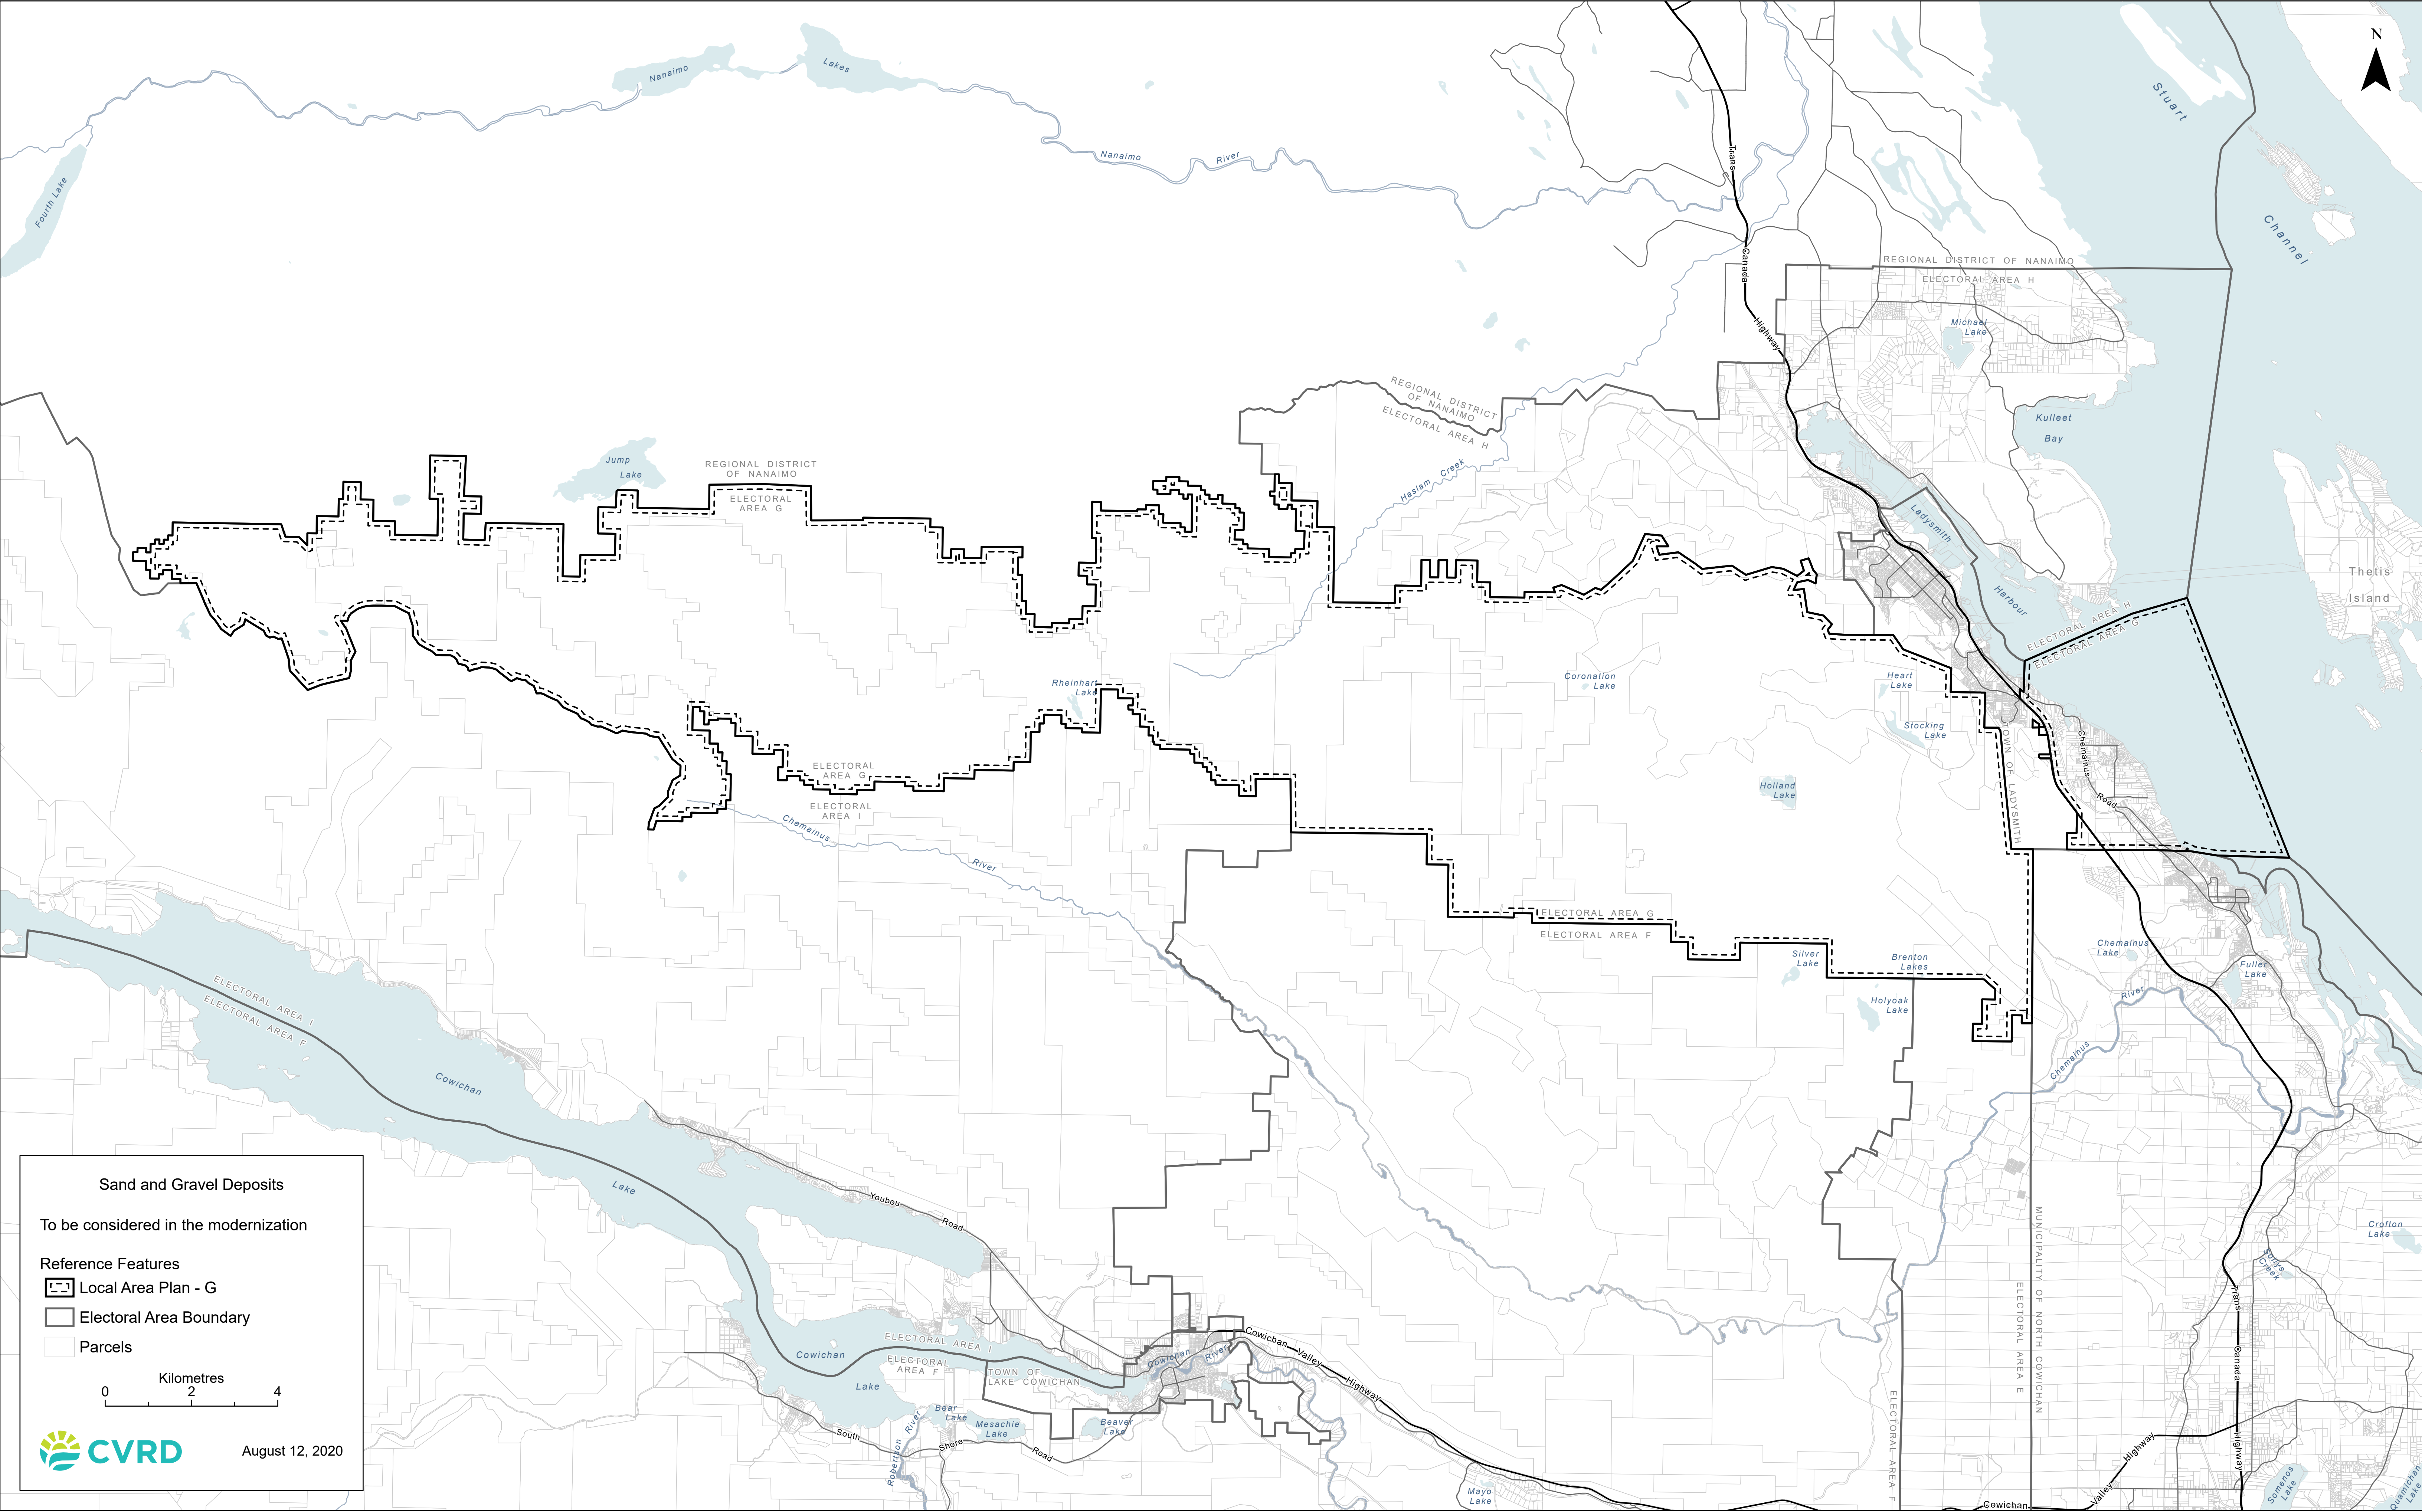 N
Nanaimo
Lakes
Stuart
Channel
Nanaimo
River
Fourth Lake
Trans
Canada
Highway
REGIONAL DISTRICT OF NANAIMO
ELECTORAL AREA H
Michael
Lake
REGIONAL DISTRICT
OF NANAIMO
ELECTORAL AREA H
Kulleet
Bay
Jump
Lake
REGIONAL DISTRICT
OF NANAIMO
ELECTORAL
AREA G
Haslam Creek
Ladysmith
Harbour
Thetis
Island
ELECTORAL AREA H
ELECTORAL AREA G
Rheinhart
Lake
Coronation
Lake
Heart
Lake
Stocking
Lake
TOWN OF LADYSMITH
Chemainus
Road
Holland
Lake
ELECTORAL
AREA G
ELECTORAL
AREA I
Chemainus
River
ELECTORAL AREA G
ELECTORAL AREA F
Silver
Lake
Brenton
Lakes
Holyoak
Lake
Chemainus
Lake
Fuller
Lake
River
Chemainus
ELECTORAL AREA I
ELECTORAL AREA F
Cowichan
Lake
Youbou
Road
Crofton
Lake
MUNICIPALITY OF NORTH COWICHAN
ELECTORAL AREA E
ELECTORAL AREA F
Trans
Canada
Highway
Cowichan
Lake
ELECTORAL AREA I
ELECTORAL
AREA F
TOWN OF
LAKE COWICHAN
Cowichan
River
Cowichan
Valley
Highway
Bear
Lake
Mesachie
Lake
Beaver
Lake
South
Shore
Road
Robertson
River
Mayo
Lake
Cowichan
Valley
Highway
Somenos
Lake
Quamichan
Lake
Sand and Gravel Deposits
To be considered in the modernization
Reference Features
Local Area Plan - G
Electoral Area Boundary
Parcels
Kilometres
0 2 4
CVRD
August 12, 2020